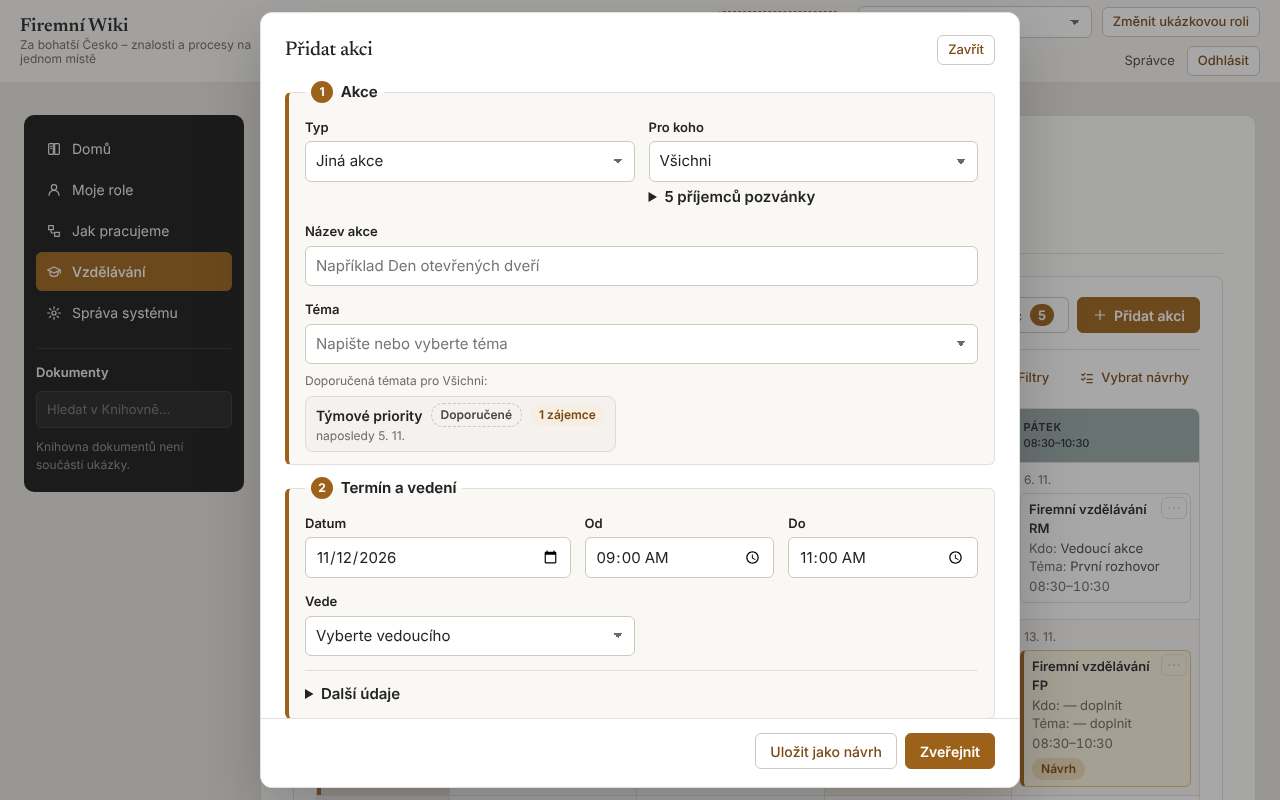 Firemní Wiki
Za bohatší Česko – znalosti a procesy na
jednom místě
Změnit ukázkovou roli
Správce
Odhlásit
Domů
Moje role
Jak pracujeme
Vzdělávání
Správa systému
Dokumenty
Hledat v Knihovně...
Knihovna dokumentů není
součástí ukázky.
Přidat akci
Zavřít
1 Akce
Typ
Pro koho
Jiná akce
Všichni
5 příjemců pozvánky
Název akce
Například Den otevřených dveří
Téma
Napište nebo vyberte téma
Doporučená témata pro Všichni:
Týmové priority Doporučené 1 zájemce
naposledy 5. 11.
2 Termín a vedení
Datum
Od
Do
11/12/2026
09:00 AM
11:00 AM
Vede
Vyberte vedoucího
Další údaje
Uložit jako návrh
Zveřejnit
5
+ Přidat akci
Filtry
Vybrat návrhy
PÁTEK
08:30–10:30
6. 11.
Firemní vzdělávání
RM
...
Kdo: Vedoucí akce
Téma: První rozhovor
08:30–10:30
13. 11.
Firemní vzdělávání
FP
...
Kdo: — doplnit
Téma: — doplnit
08:30–10:30
Návrh